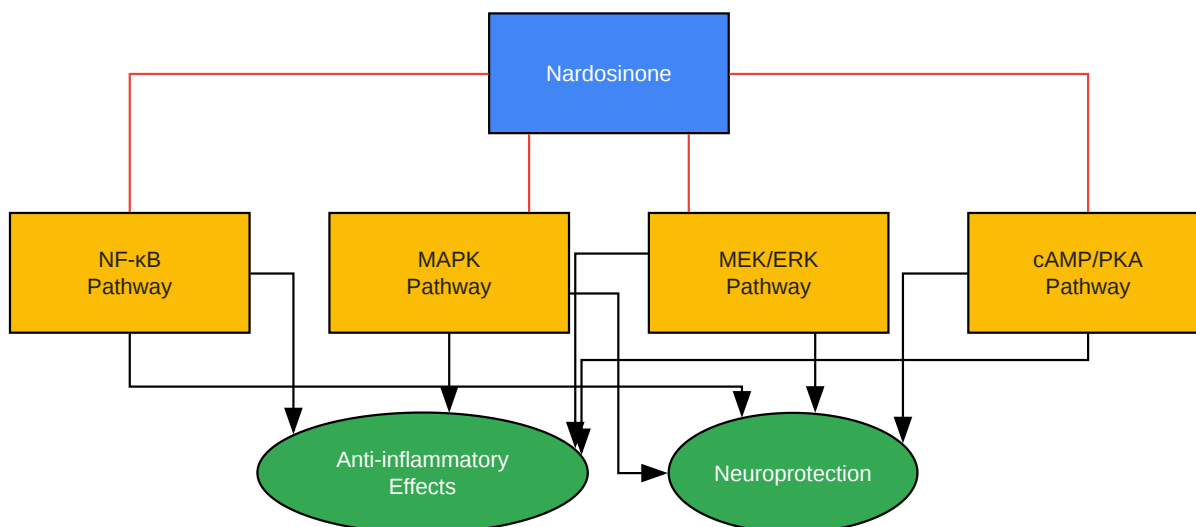 Nardosinone
NF-κB
Pathway
MAPK
Pathway
MEK/ERK
Pathway
cAMP/PKA
Pathway
Anti-inflammatory
Effects
Neuroprotection